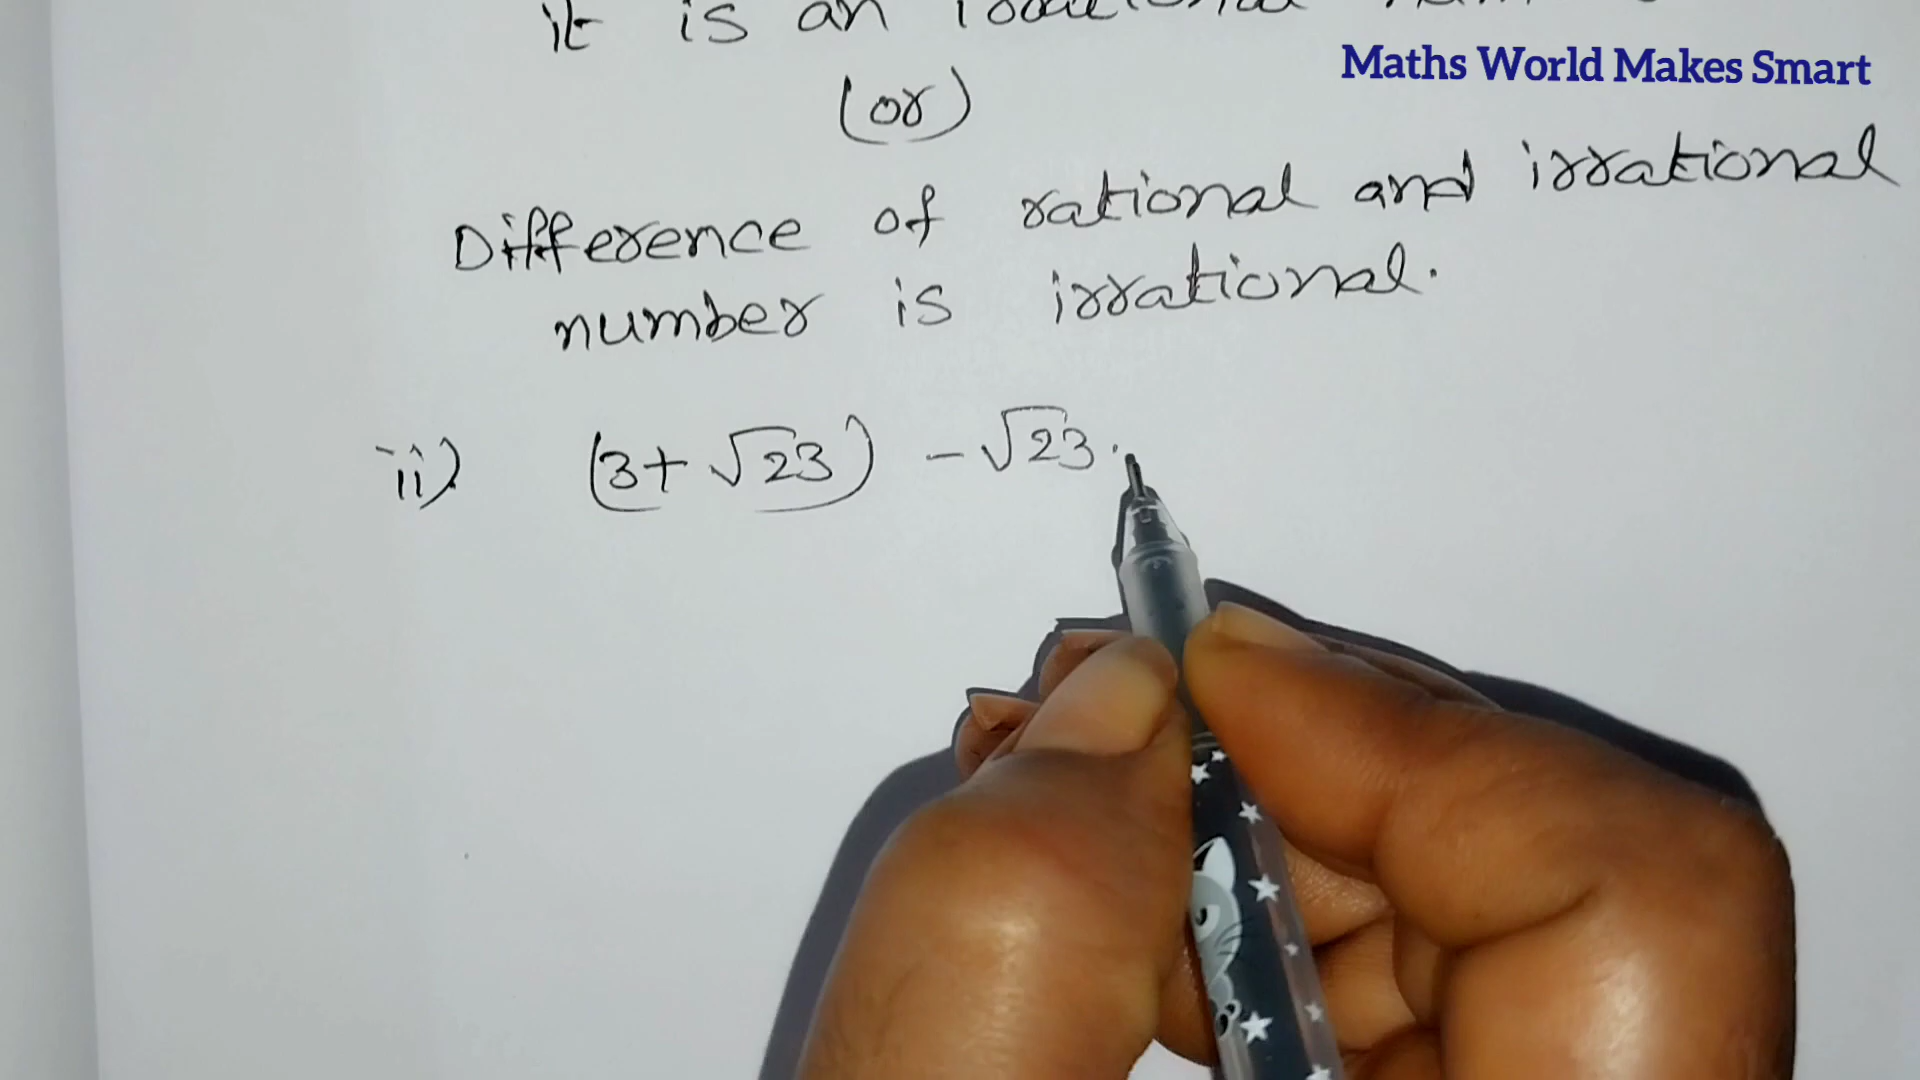 it is an irrational
Maths World Makes Smart
(or)
Difference of rational and irrational
number is irrational.
ii) (3+√23) - √23.